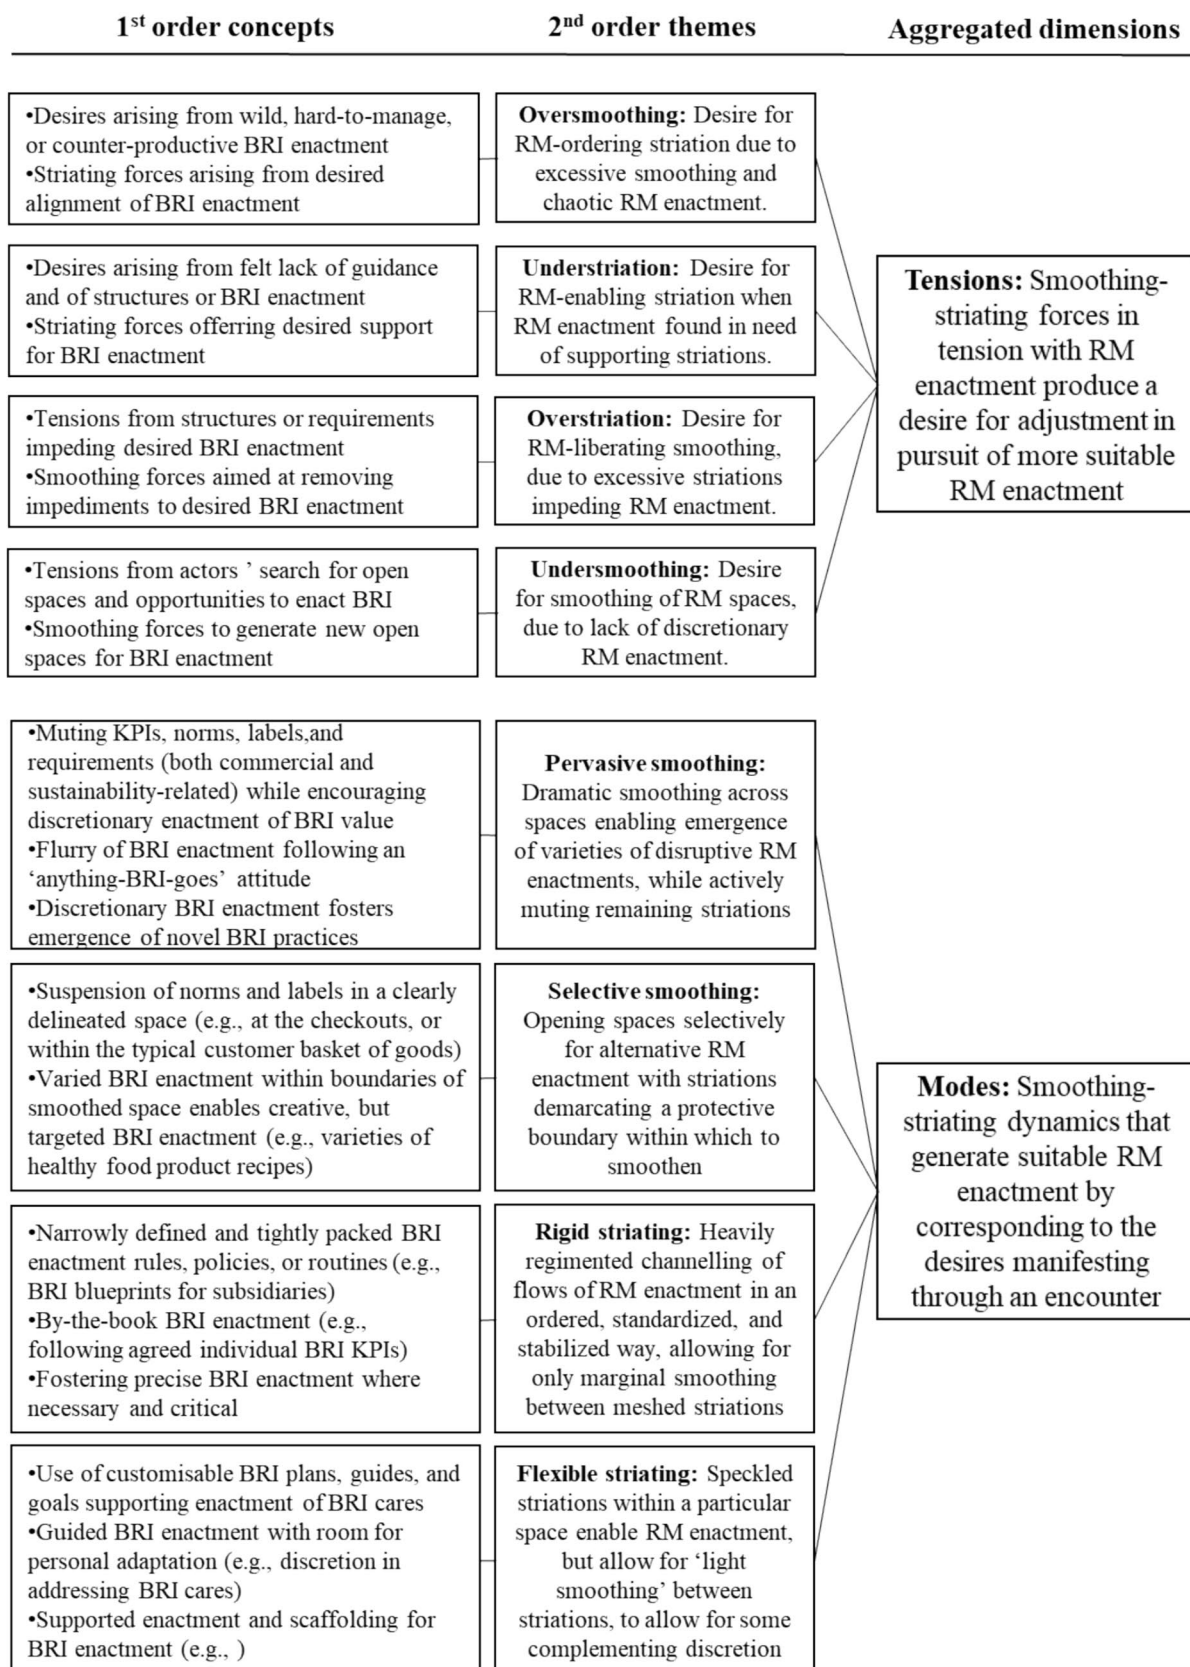 1st order concepts
2nd order themes
Aggregated dimensions
•Desires arising from wild, hard-to-manage,
or counter-productive BRI enactment
•Striating forces arising from desired
alignment of BRI enactment
Oversmoothing: Desire for
RM-ordering striation due to
excessive smoothing and
chaotic RM enactment.
•Desires arising from felt lack of guidance
and of structures or BRI enactment
•Striating forces offerring desired support
for BRI enactment
Understriation: Desire for
RM-enabling striation when
RM enactment found in need
of supporting striations.
•Tensions from structures or requirements
impeding desired BRI enactment
•Smoothing forces aimed at removing
impediments to desired BRI enactment
Overstriation: Desire for
RM-liberating smoothing,
due to excessive striations
impeding RM enactment.
•Tensions from actors ’ search for open
spaces and opportunities to enact BRI
•Smoothing forces to generate new open
spaces for BRI enactment
Undersmoothing: Desire
for smoothing of RM spaces,
due to lack of discretionary
RM enactment.
Tensions: Smoothing-
striating forces in
tension with RM
enactment produce a
desire for adjustment in
pursuit of more suitable
RM enactment
•Muting KPIs, norms, labels,and
requirements (both commercial and
sustainability-related) while encouraging
discretionary enactment of BRI value
•Flurry of BRI enactment following an
‘anything-BRI-goes’ attitude
•Discretionary BRI enactment fosters
emergence of novel BRI practices
Pervasive smoothing:
Dramatic smoothing across
spaces enabling emergence
of varieties of disruptive RM
enactments, while actively
muting remaining striations
•Suspension of norms and labels in a clearly
delineated space (e.g., at the checkouts, or
within the typical customer basket of goods)
•Varied BRI enactment within boundaries of
smoothed space enables creative, but
targeted BRI enactment (e.g., varieties of
healthy food product recipes)
Selective smoothing:
Opening spaces selectively
for alternative RM
enactment with striations
demarcating a protective
boundary within which to
smoothen
•Narrowly defined and tightly packed BRI
enactment rules, policies, or routines (e.g.,
BRI blueprints for subsidiaries)
•By-the-book BRI enactment (e.g.,
following agreed individual BRI KPIs)
•Fostering precise BRI enactment where
necessary and critical
Rigid striating: Heavily
regimented channelling of
flows of RM enactment in an
ordered, standardized, and
stabilized way, allowing for
only marginal smoothing
between meshed striations
•Use of customisable BRI plans, guides, and
goals supporting enactment of BRI cares
•Guided BRI enactment with room for
personal adaptation (e.g., discretion in
addressing BRI cares)
•Supported enactment and scaffolding for
BRI enactment (e.g., )
Flexible striating: Speckled
striations within a particular
space enable RM enactment,
but allow for ‘light
smoothing’ between
striations, to allow for some
complementing discretion
Modes: Smoothing-
striating dynamics that
generate suitable RM
enactment by
corresponding to the
desires manifesting
through an encounter